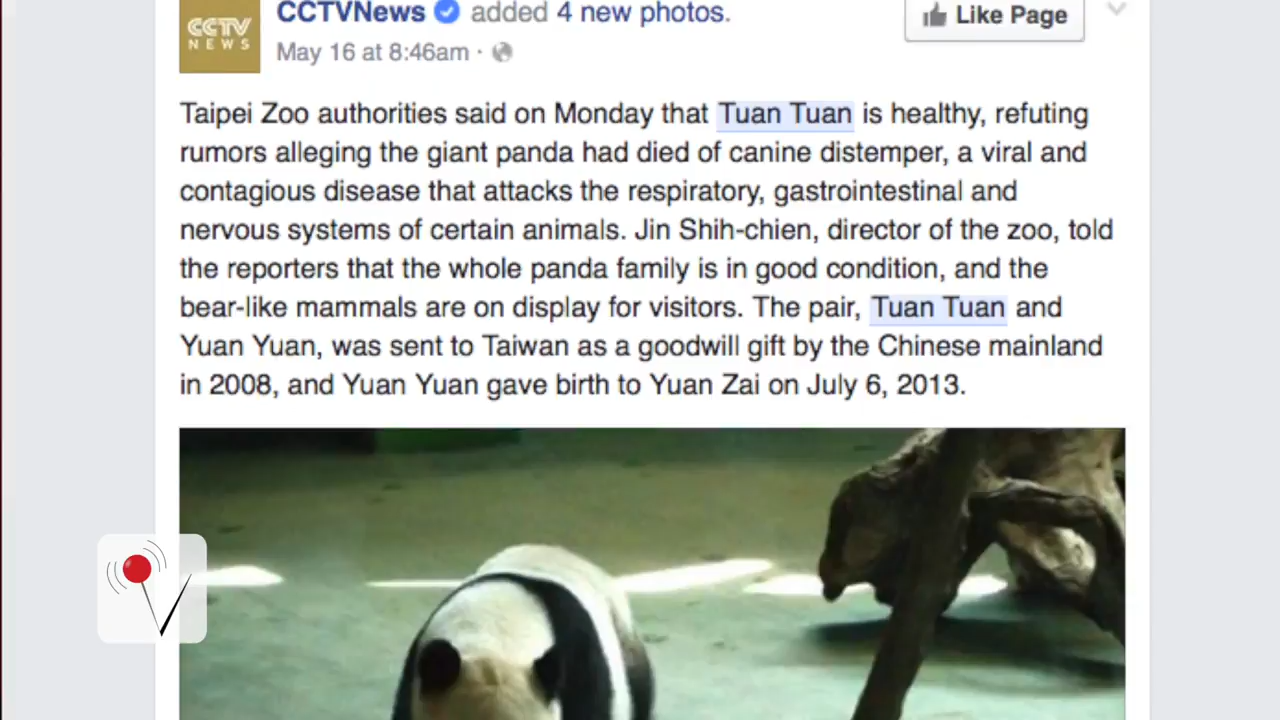 CCTV
NEWS
CCTVNews added 4 new photos.
Like Page
May 16 at 8:46am ·
Taipei Zoo authorities said on Monday that Tuan Tuan is healthy, refuting
rumors alleging the giant panda had died of canine distemper, a viral and
contagious disease that attacks the respiratory, gastrointestinal and
nervous systems of certain animals. Jin Shih-chien, director of the zoo, told
the reporters that the whole panda family is in good condition, and the
bear-like mammals are on display for visitors. The pair, Tuan Tuan and
Yuan Yuan, was sent to Taiwan as a goodwill gift by the Chinese mainland
in 2008, and Yuan Yuan gave birth to Yuan Zai on July 6, 2013.